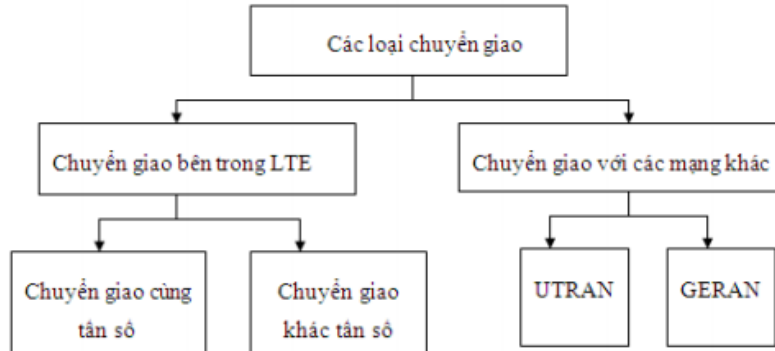 Các loại chuyển giao
Chuyển giao bên trong LTE
Chuyển giao với các mạng khác
Chuyển giao cùng
tần số
Chuyển giao
khác tần số
UTRAN
GERAN